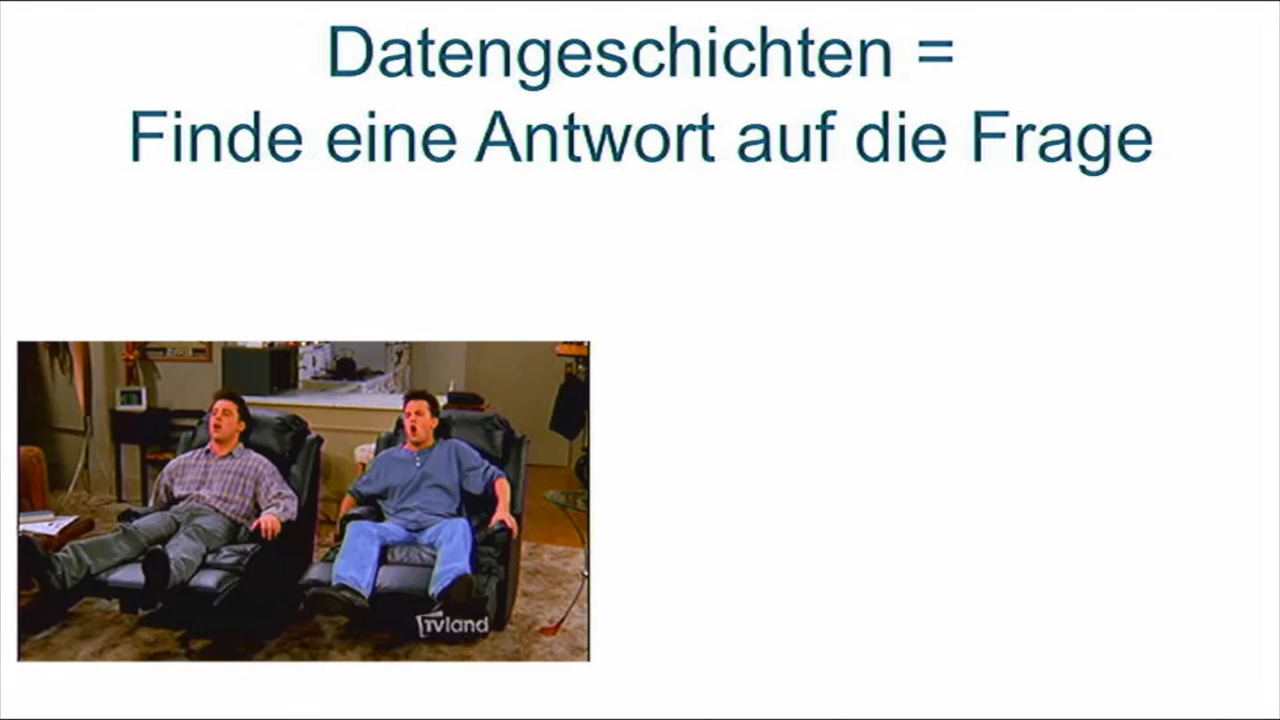 Datengeschichten =
Finde eine Antwort auf die Frage
TVland